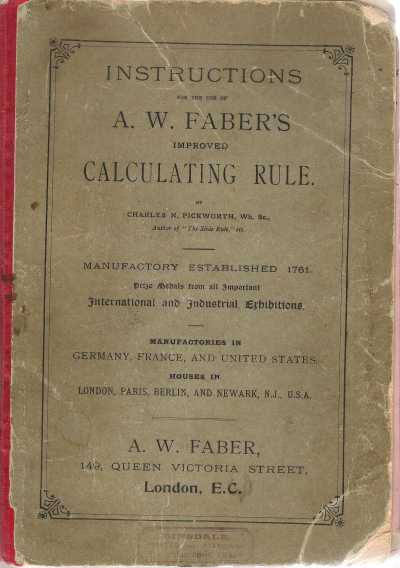 INSTRUCTIONS
FOR THE USE OF
A. W. FABER'S
IMPROVED
CALCULATING RULE.
BY
CHARLES N. PICKWORTH, Wh. Sc.,
Author of "The Slide Rule," etc.
MANUFACTORY ESTABLISHED 1761.
Prize Medals from all Important
International and Industrial Exhibitions.
MANUFACTORIES IN
GERMANY, FRANCE, AND UNITED STATES.
HOUSES IN
LONDON, PARIS, BERLIN, AND NEWARK, N.J., U.S.A.
A. W. FABER,
149, QUEEN VICTORIA STREET,
London, E.C.
DIMSDALE